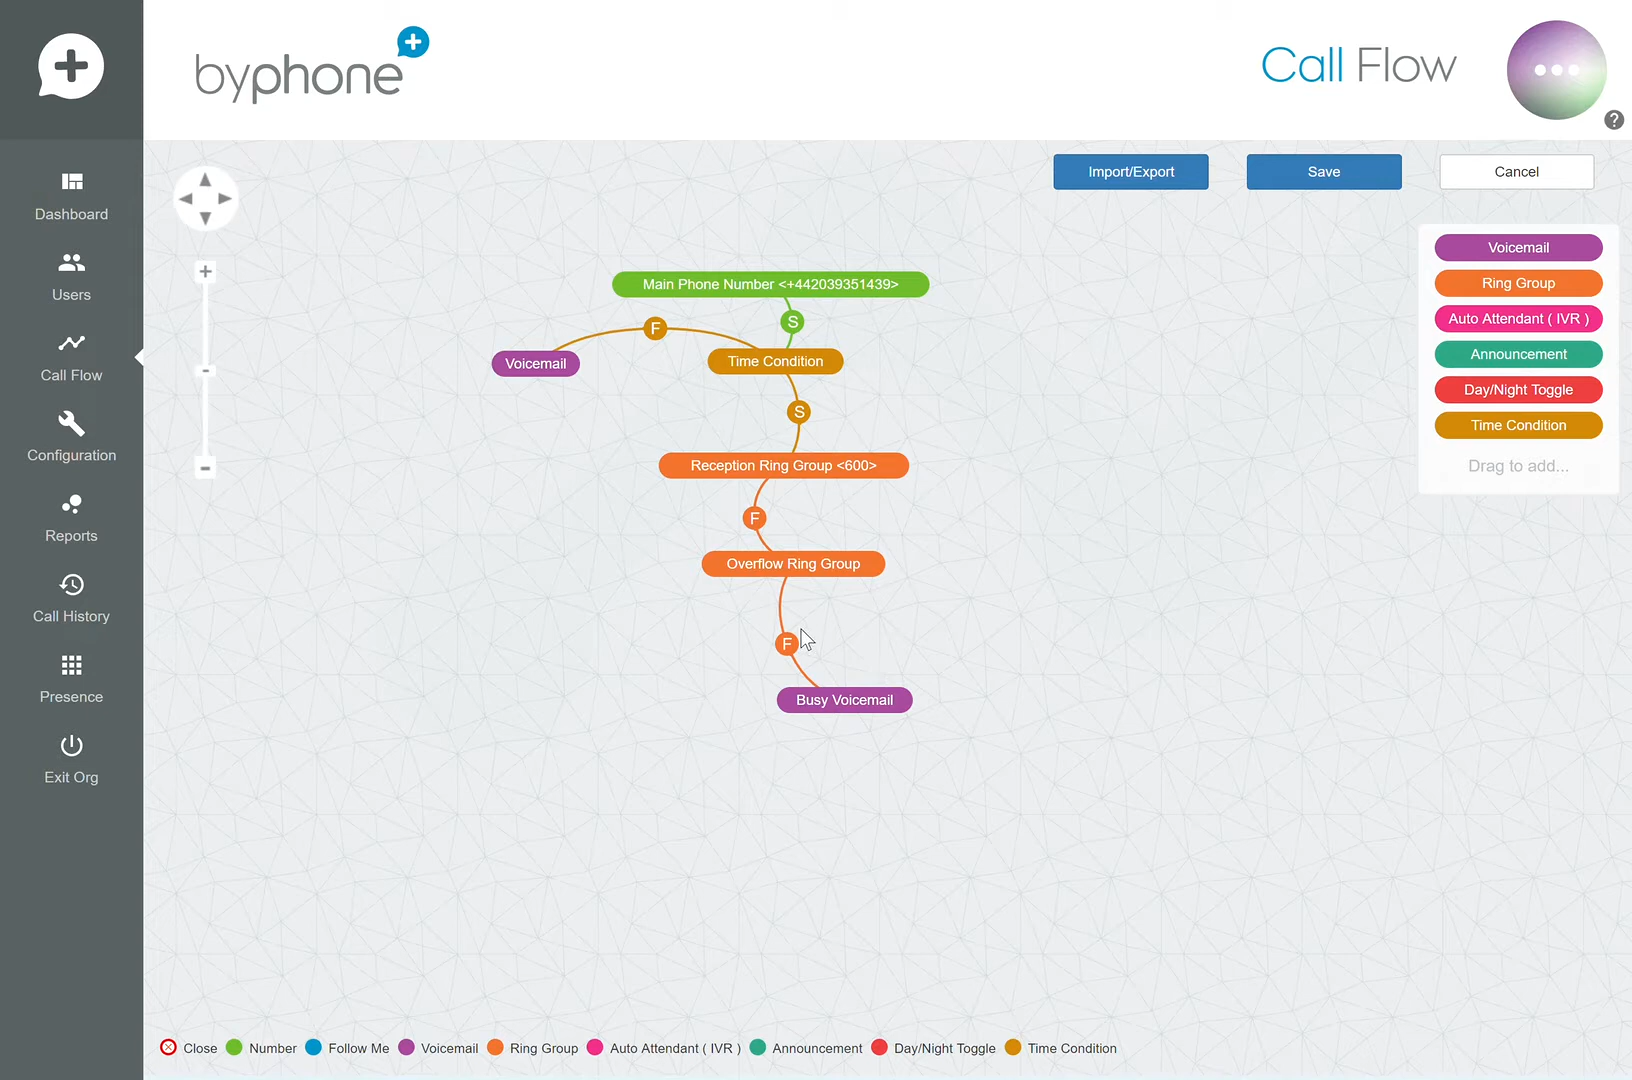 byphone
Call Flow
?
Dashboard
Users
Call Flow
Configuration
Reports
Call History
Presence
Exit Org
Import/Export
Save
Cancel
Voicemail
Ring Group
Auto Attendant ( IVR )
Announcement
Day/Night Toggle
Time Condition
Drag to add...
Main Phone Number <+442039351439>
S
F
Voicemail
Time Condition
S
Reception Ring Group <600>
F
Overflow Ring Group
F
Busy Voicemail
Close Number Follow Me Voicemail Ring Group Auto Attendant ( IVR ) Announcement Day/Night Toggle Time Condition